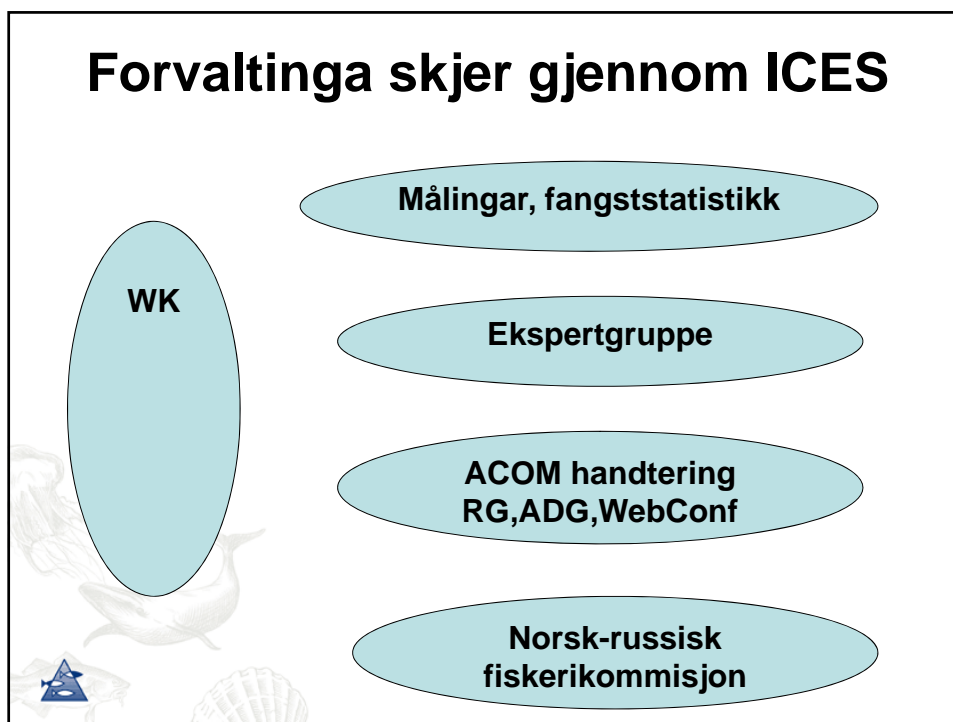 Forvaltinga skjer gjennom ICES
Målingar, fangststatistikk
WK
Ekspertgruppe
ACOM handtering
RG,ADG,WebConf
Norsk-russisk
fiskerikommisjon